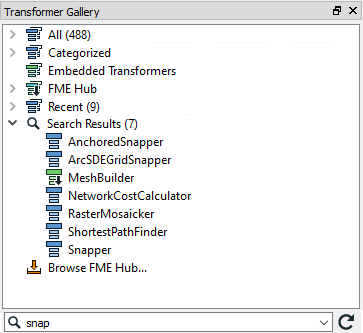 Transformer Gallery
All (488)
Categorized
Embedded Transformers
FME Hub
Recent (9)
Search Results (7)
AnchoredSnapper
ArcSDEGridSnapper
MeshBuilder
NetworkCostCalculator
RasterMosaicker
ShortestPathFinder
Snapper
Browse FME Hub...
snap